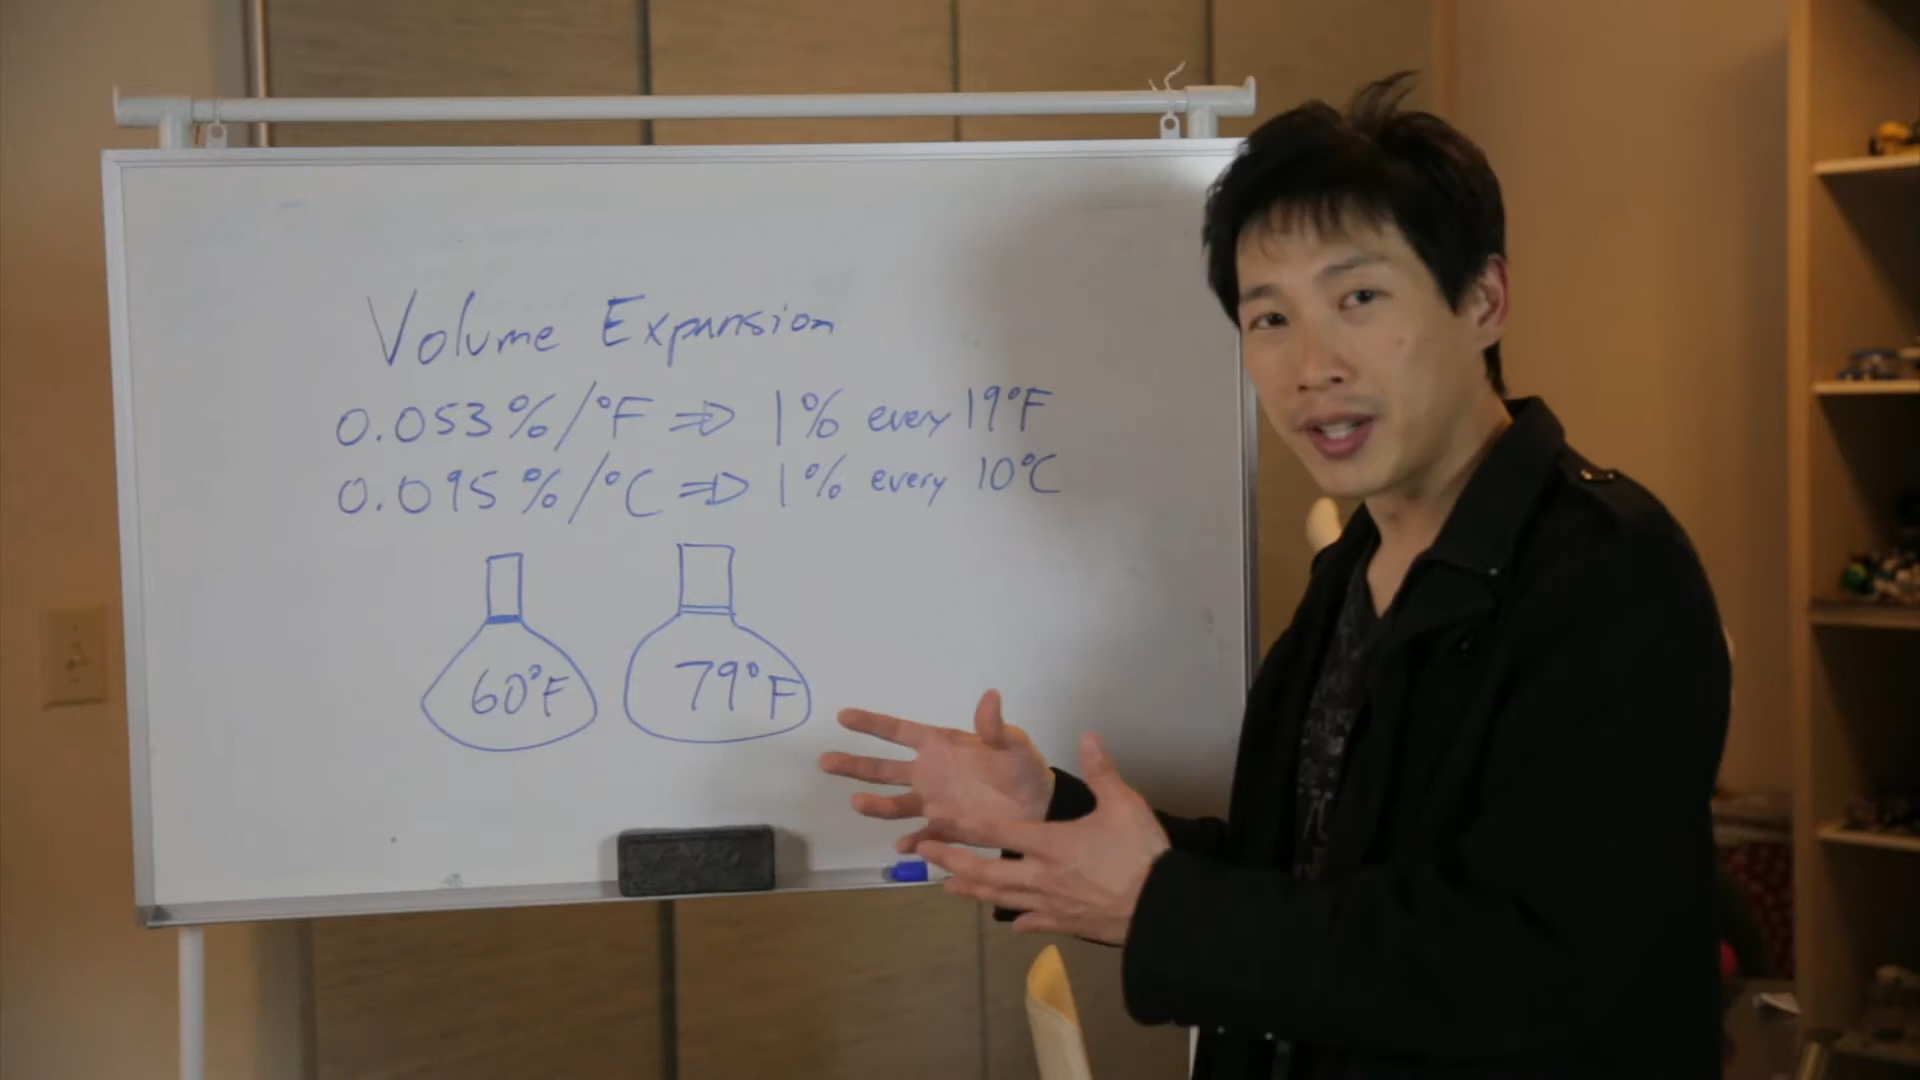 Volume Expansion
0.053%/°F ⇒ 1% every 19°F
0.095%/°C ⇒ 1% every 10°C
60°F 79°F